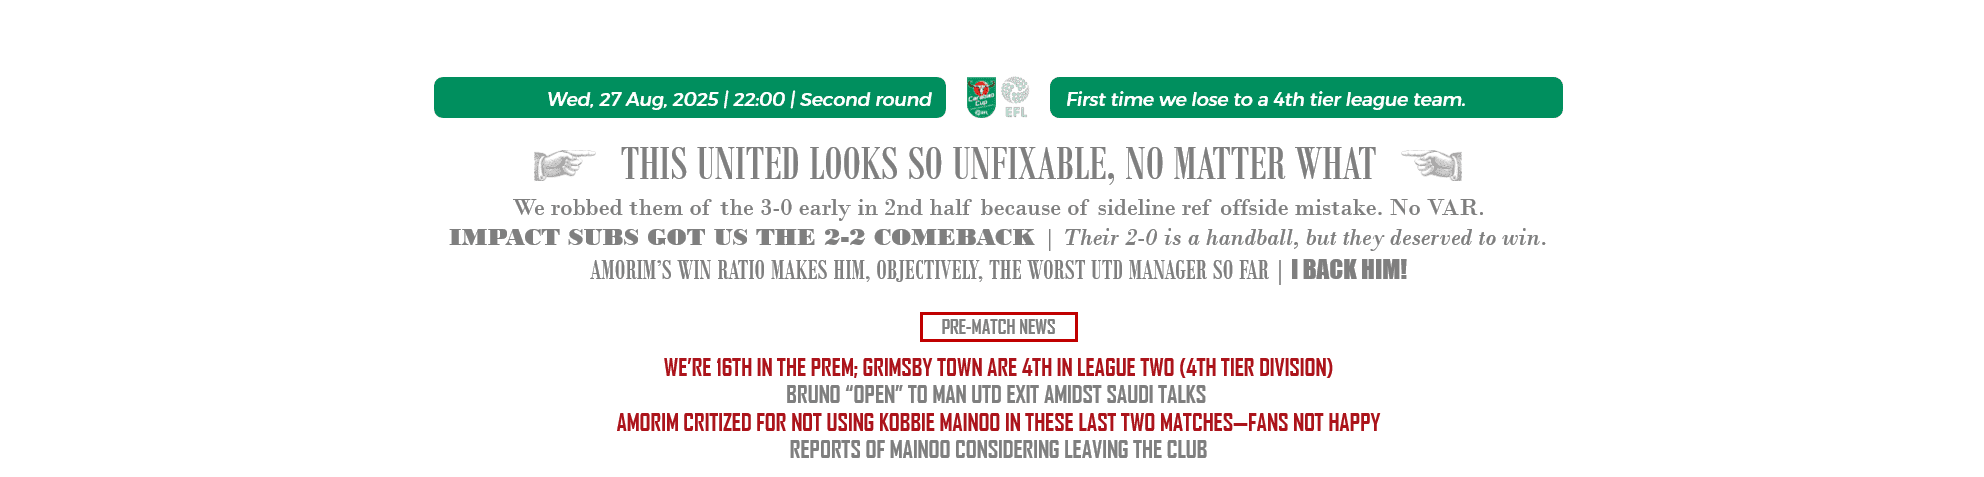 Wed, 27 Aug, 2025 | 22:00 | Second round
Carabao Cup
EFL
EFL
First time we lose to a 4th tier league team.
THIS UNITED LOOKS SO UNFIXABLE, NO MATTER WHAT
We robbed them of the 3-0 early in 2nd half because of sideline ref offside mistake. No VAR.
IMPACT SUBS GOT US THE 2-2 COMEBACK | Their 2-0 is a handball, but they deserved to win.
AMORIM'S WIN RATIO MAKES HIM, OBJECTIVELY, THE WORST UTD MANAGER SO FAR | I BACK HIM!
PRE-MATCH NEWS
WE'RE 16TH IN THE PREM; GRIMSBY TOWN ARE 4TH IN LEAGUE TWO (4TH TIER DIVISION)
BRUNO “OPEN” TO MAN UTD EXIT AMIDST SAUDI TALKS
AMORIM CRITIZED FOR NOT USING KOBBIE MAINOO IN THESE LAST TWO MATCHES—FANS NOT HAPPY
REPORTS OF MAINOO CONSIDERING LEAVING THE CLUB